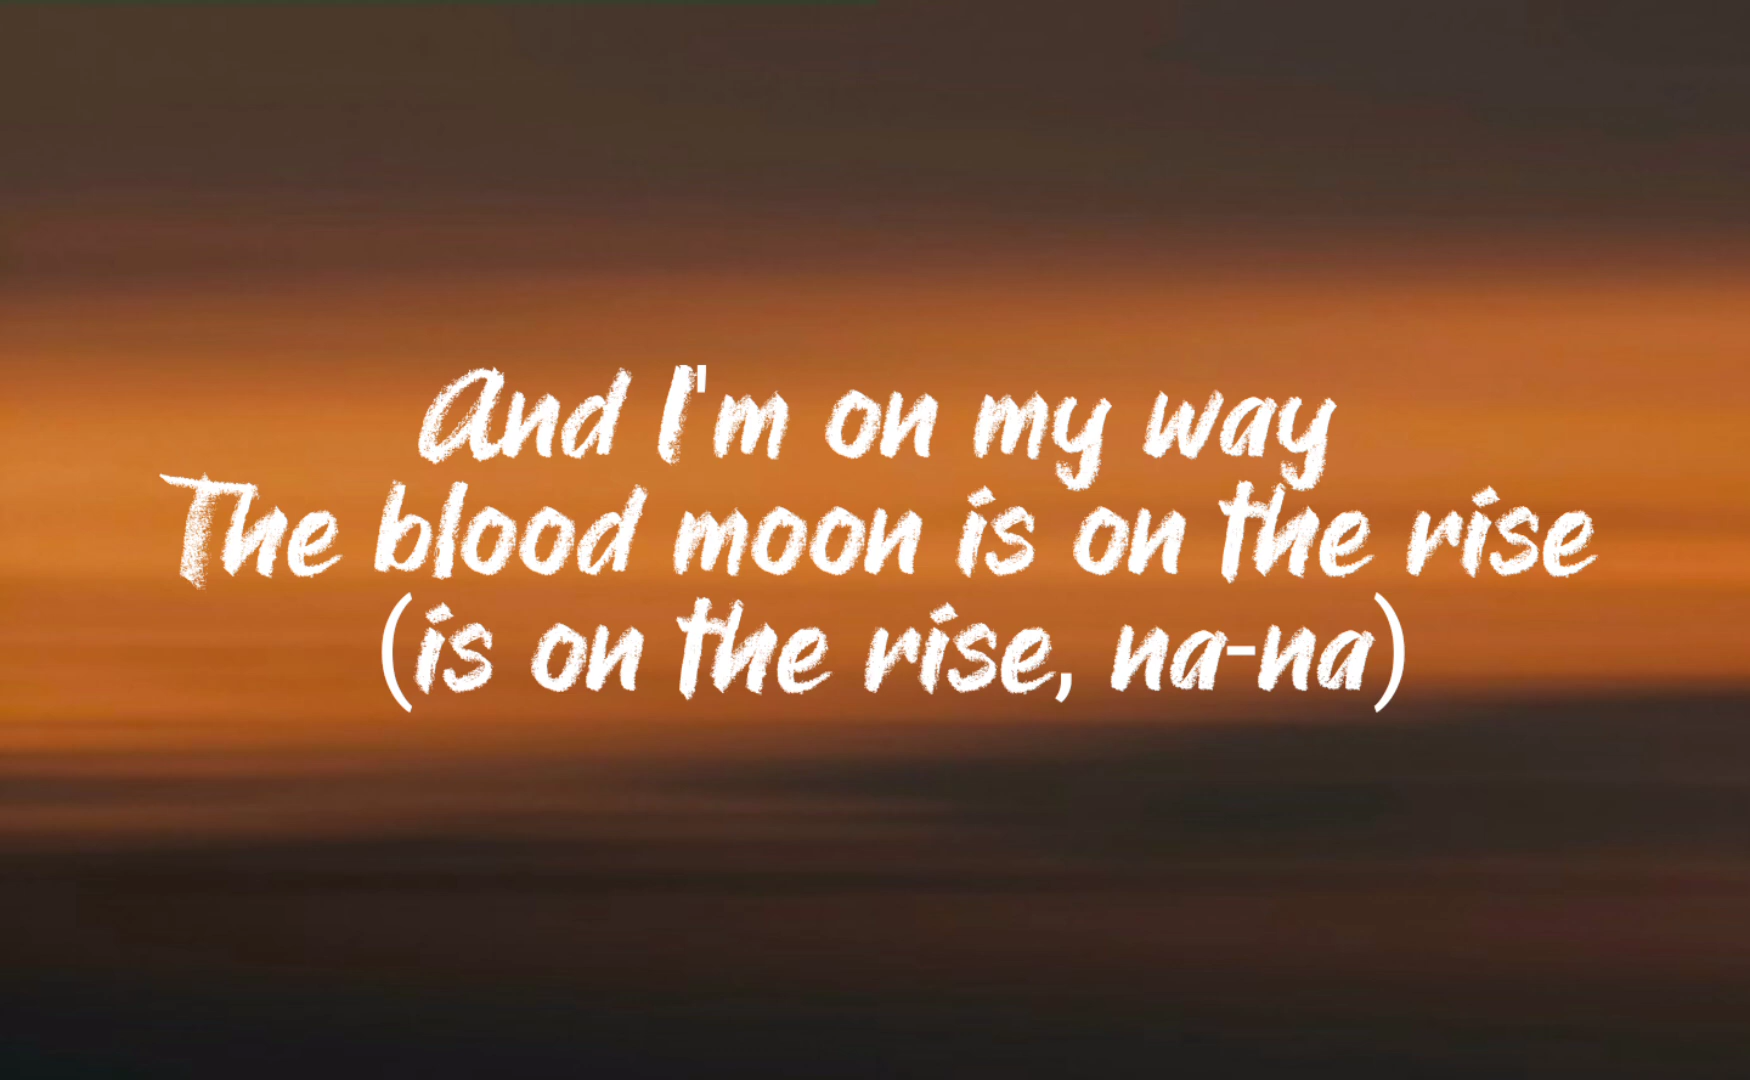 And I'm on my way
The blood moon is on the rise
(is on the rise, na-na)